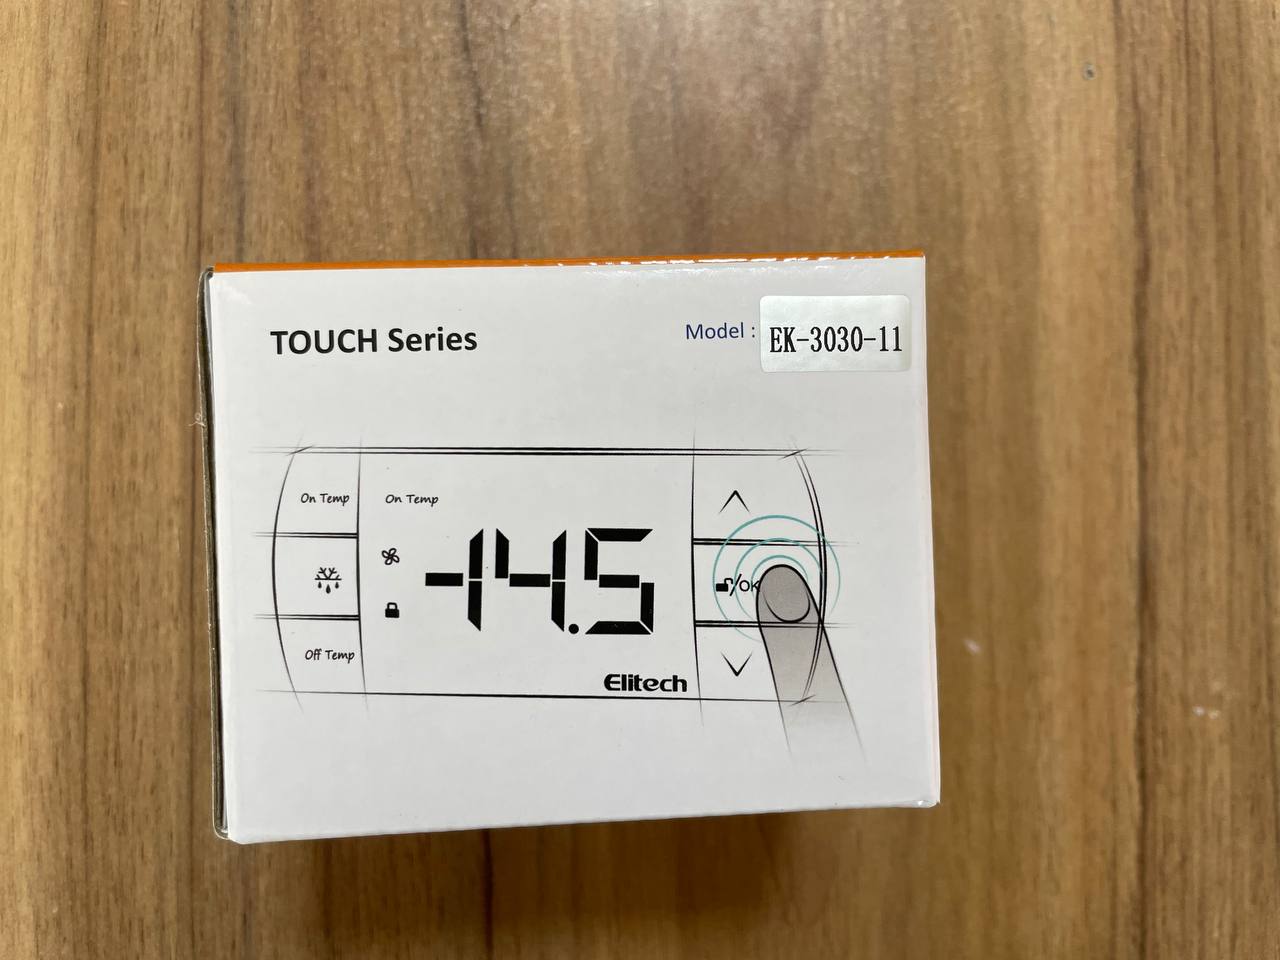 TOUCH Series
Model : EK-3030-11
On Temp
On Temp
-14.5
/OK
Off Temp
Elitech